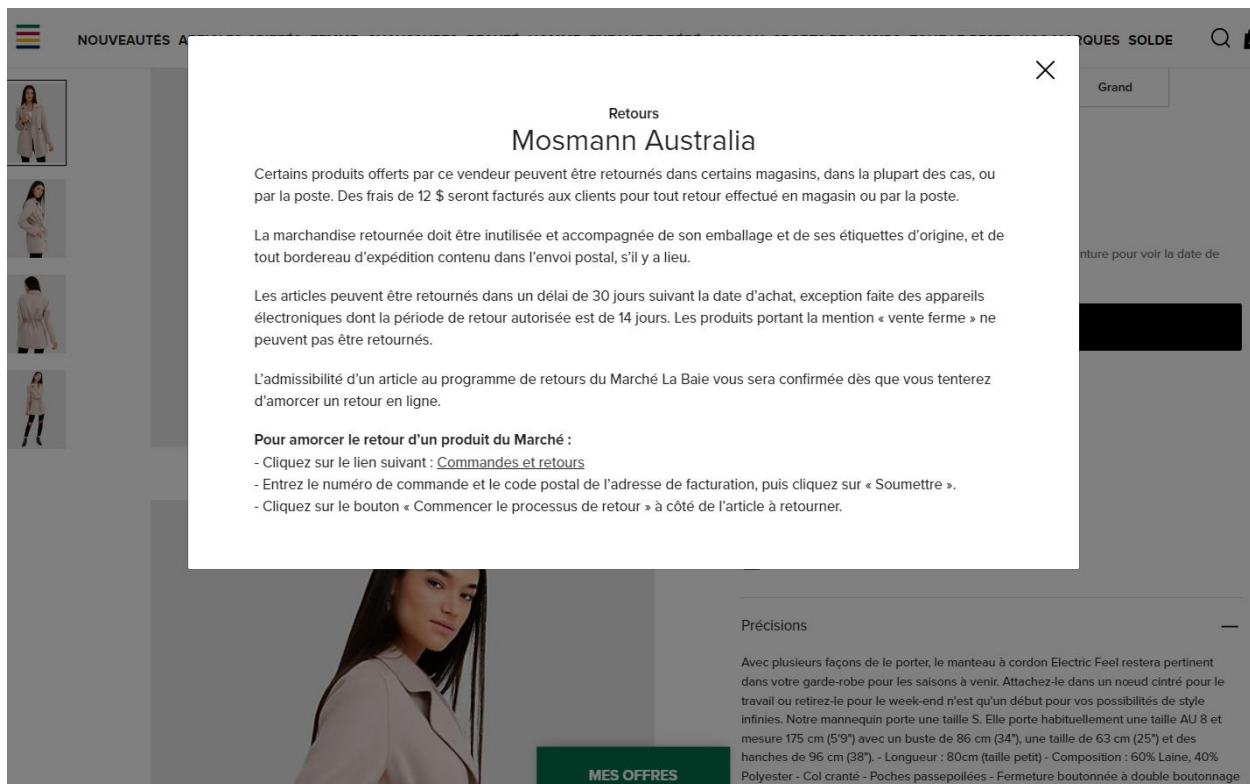 NOUVEAUTÉS
RQUES SOLDE
Grand
Retours
Mosmann Australia
Certains produits offerts par ce vendeur peuvent être retournés dans certains magasins, dans la plupart des cas, ou
par la poste. Des frais de 12 $ seront facturés aux clients pour tout retour effectué en magasin ou par la poste.
La marchandise retournée doit être inutilisée et accompagnée de son emballage et de ses étiquettes d'origine, et de
tout bordereau d'expédition contenu dans l'envoi postal, s'il y a lieu.
nture pour voir la date de
Les articles peuvent être retournés dans un délai de 30 jours suivant la date d'achat, exception faite des appareils
électroniques dont la période de retour autorisée est de 14 jours. Les produits portant la mention « vente ferme » ne
peuvent pas être retournés.
L'admissibilité d'un article au programme de retours du Marché La Baie vous sera confirmée dès que vous tenterez
d'amorcer un retour en ligne.
Pour amorcer le retour d'un produit du Marché :
- Cliquez sur le lien suivant : Commandes et retours
- Entrez le numéro de commande et le code postal de l'adresse de facturation, puis cliquez sur « Soumettre ».
- Cliquez sur le bouton « Commencer le processus de retour » à côté de l'article à retourner.
Précisions
Avec plusieurs façons de le porter, le manteau à cordon Electric Feel restera pertinent
dans votre garde-robe pour les saisons à venir. Attachez-le dans un nœud cintré pour le
travail ou retirez-le pour le week-end n'est qu'un début pour vos possibilités de style
infinies. Notre mannequin porte une taille S. Elle porte habituellement une taille AU 8 et
mesure 175 cm (5'9") avec un buste de 86 cm (34"), une taille de 63 cm (25") et des
hanches de 96 cm (38"). - Longueur : 80cm (taille petit) - Composition : 60% Laine, 40%
Polyester - Col cranté - Poches passepoilées - Fermeture boutonnée à double boutonnage
MES OFFRES